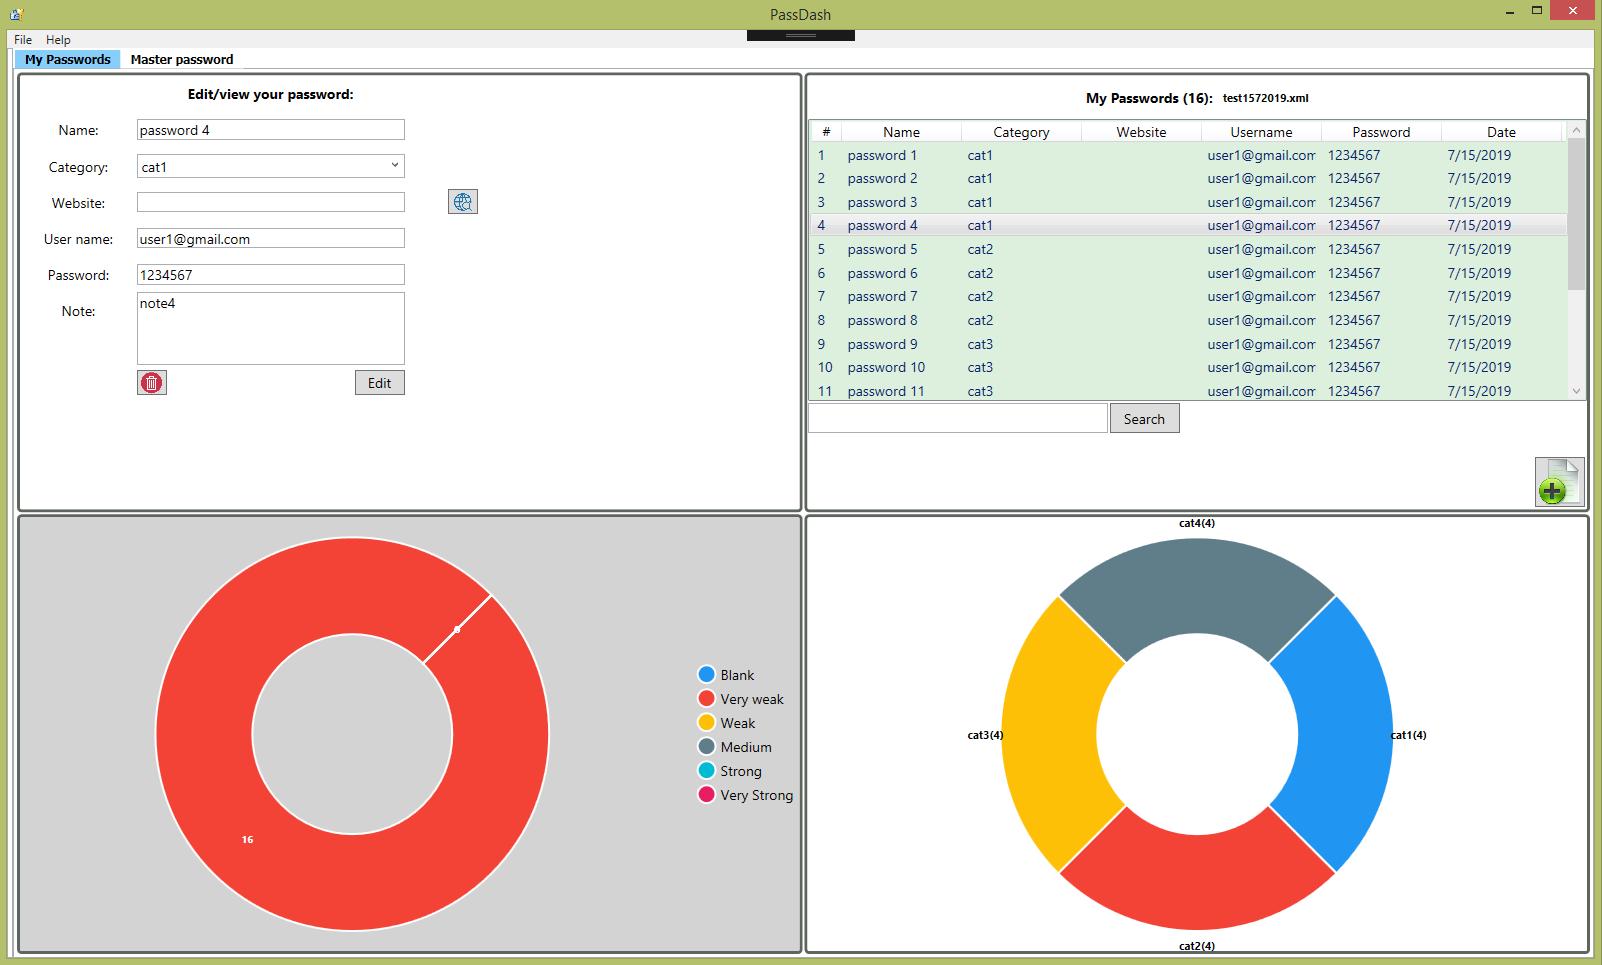 PassDash
File Help
My Passwords Master password
Edit/view your password:
Name: password 4
Category: cat1
Website:
User name: user1@gmail.com
Password: 1234567
Note: note4
Edit
My Passwords (16): test1572019.xml
# Name Category Website Username Password Date
1 password 1 cat1 user1@gmail.com 1234567 7/15/2019
2 password 2 cat1 user1@gmail.com 1234567 7/15/2019
3 password 3 cat1 user1@gmail.com 1234567 7/15/2019
4 password 4 cat1 user1@gmail.com 1234567 7/15/2019
5 password 5 cat2 user1@gmail.com 1234567 7/15/2019
6 password 6 cat2 user1@gmail.com 1234567 7/15/2019
7 password 7 cat2 user1@gmail.com 1234567 7/15/2019
8 password 8 cat2 user1@gmail.com 1234567 7/15/2019
9 password 9 cat3 user1@gmail.com 1234567 7/15/2019
10 password 10 cat3 user1@gmail.com 1234567 7/15/2019
11 password 11 cat3 user1@gmail.com 1234567 7/15/2019
Search
16
Blank
Very weak
Weak
Medium
Strong
Very Strong
cat4(4)
cat3(4)
cat1(4)
cat2(4)